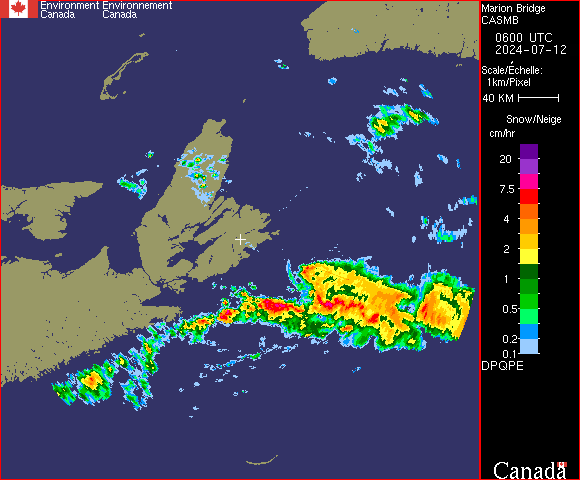 Environment Environnement
Canada Canada
Marion Bridge
CASMB
0600 UTC
2024-07-12
Scale/Échelle:
1km/Pixel
40 KM
Snow/Neige
cm/hr
20
7.5
4
2
1
0.5
0.2
0.1
DPQPE
Canada